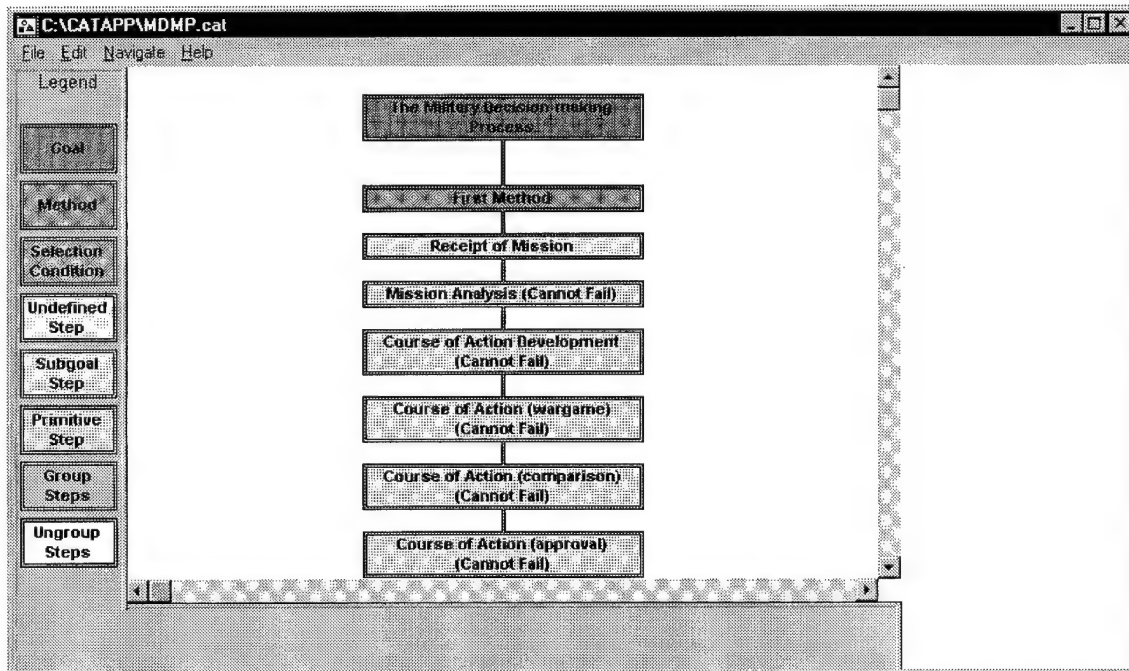 C:\CATAPP\MDMP.cat
File Edit Navigate Help
Legend
Goal
Method
Selection
Condition
Undefined
Step
Subgoal
Step
Primitive
Step
Group
Steps
Ungroup
Steps
The Military Decision-making
Process
First Method
Receipt of Mission
Mission Analysis (Cannot Fail)
Course of Action Development
(Cannot Fail)
Course of Action (wargame)
(Cannot Fail)
Course of Action (comparison)
(Cannot Fail)
Course of Action (approval)
(Cannot Fail)